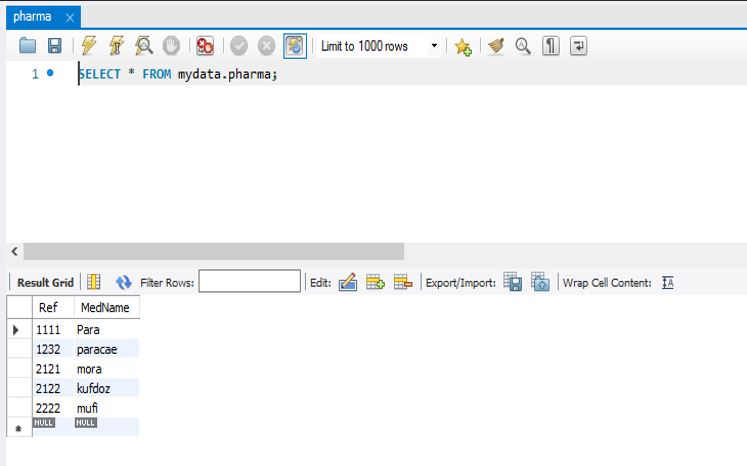 pharma
Limit to 1000 rows
1 SELECT * FROM mydata.pharma;
Result Grid Filter Rows: Edit: Export/Import: Wrap Cell Content:
Ref MedName
1111 Para
1232 paracae
2121 mora
2122 kufdoz
2222 mufi
NULL NULL